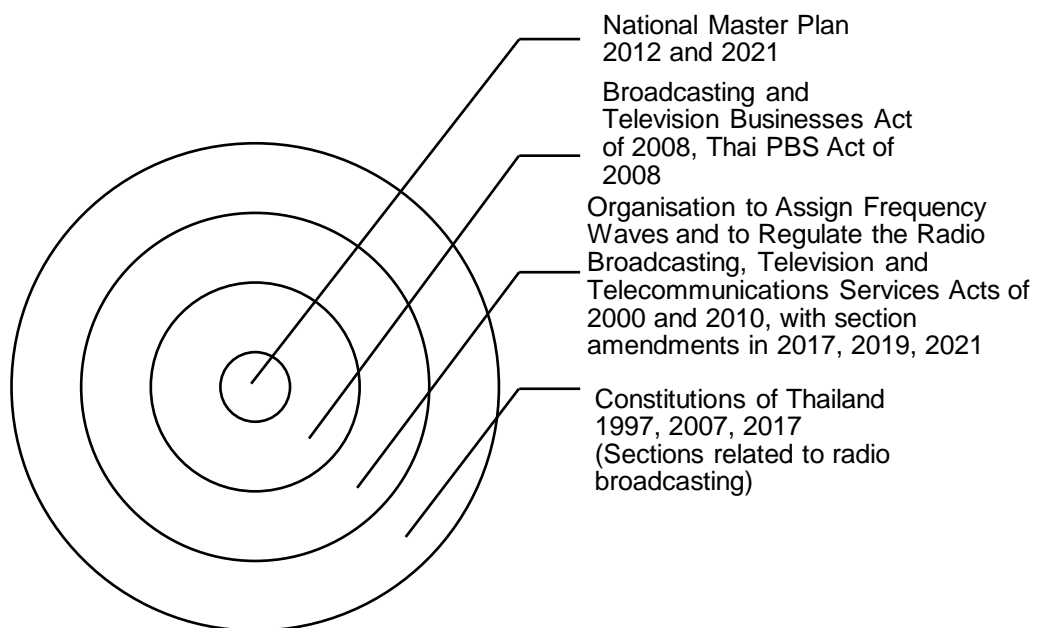 National Master Plan
2012 and 2021
Broadcasting and
Television Businesses Act
of 2008, Thai PBS Act of
2008
Organisation to Assign Frequency
Waves and to Regulate the Radio
Broadcasting, Television and
Telecommunications Services Acts of
2000 and 2010, with section
amendments in 2017, 2019, 2021
Constitutions of Thailand
1997, 2007, 2017
(Sections related to radio
broadcasting)